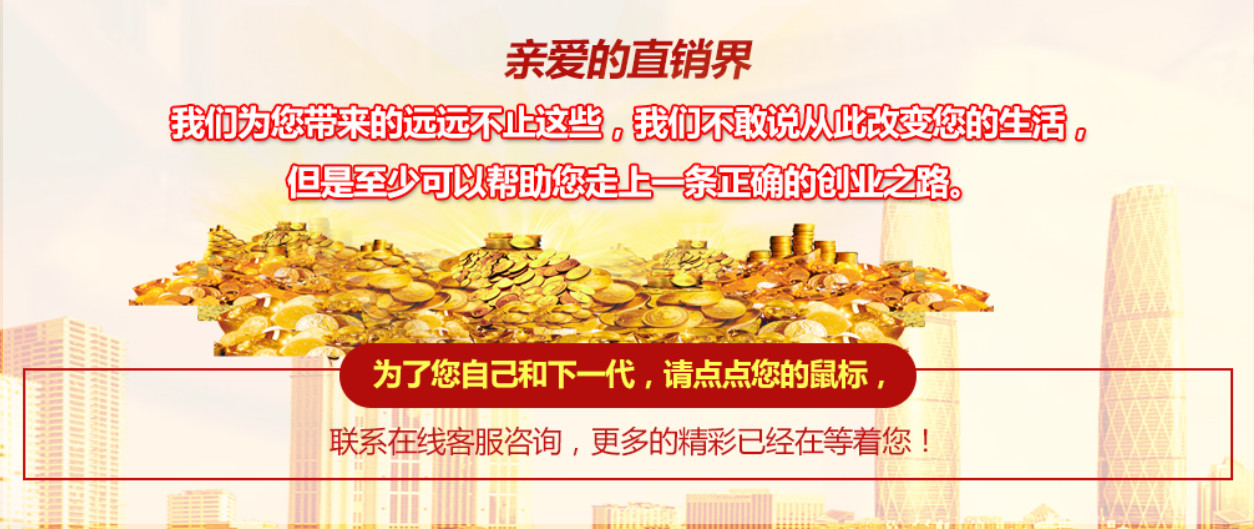 亲爱的直销界
我们为您带来的远远不止这些，我们不敢说从此改变您的生活，
但是至少可以帮助您走上一条正确的创业之路。
为了您自己和下一代，请点点您的鼠标，
联系在线客服咨询，更多的精彩已经在等着您！